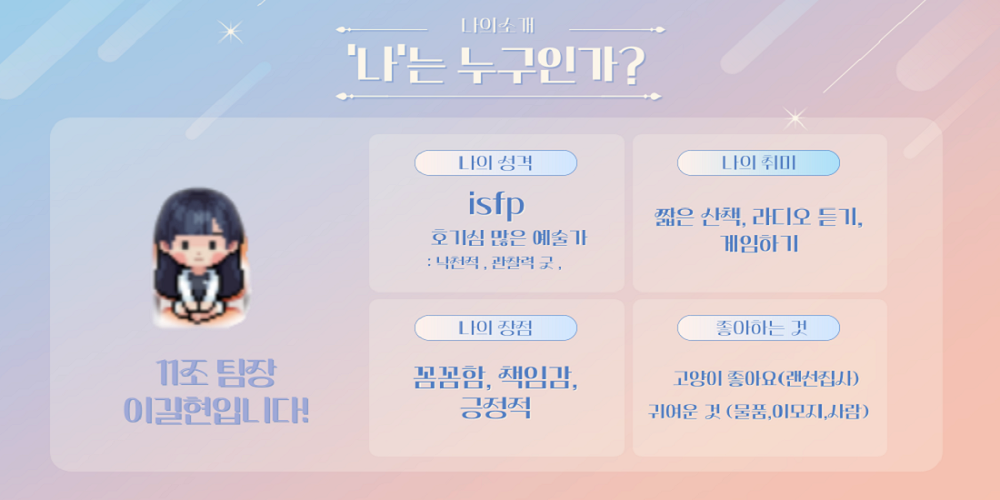 나의소개
'나'는 누구인가?
나의 성격
isfp
호기심 많은 예술가
: 낙천적 , 관찰력 굿 ,
나의 취미
짧은 산책, 라디오 듣기,
게임하기
나의 장점
꼼꼼함, 책임감,
긍정적
좋아하는 것
고양이 좋아요(랜선집사)
귀여운 것 (물품,이모지,사람)
11조 팀장
이길현입니다!